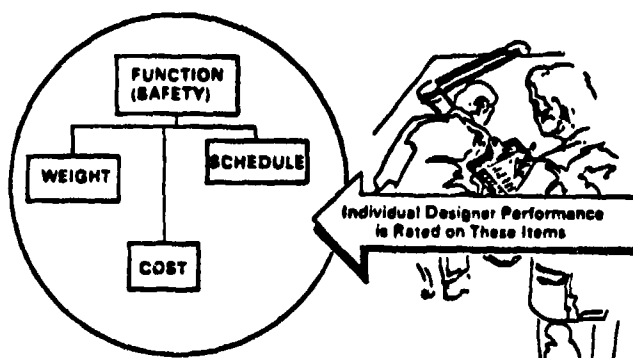 FUNCTION
(SAFETY)
WEIGHT
SCHEDULE
COST
Individual Designer Performance
is Rated on These Items